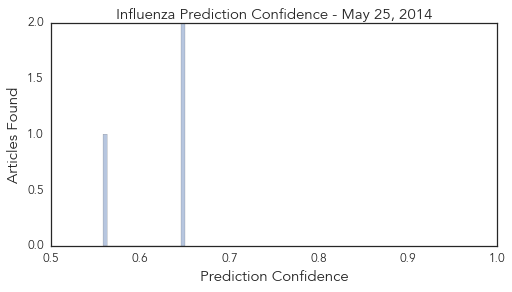 Influenza Prediction Confidence - May 25, 2014
Articles Found
2.0
1.5
1.0
0.5
0.0
0.5 0.6 0.7 0.8 0.9 1.0
Prediction Confidence